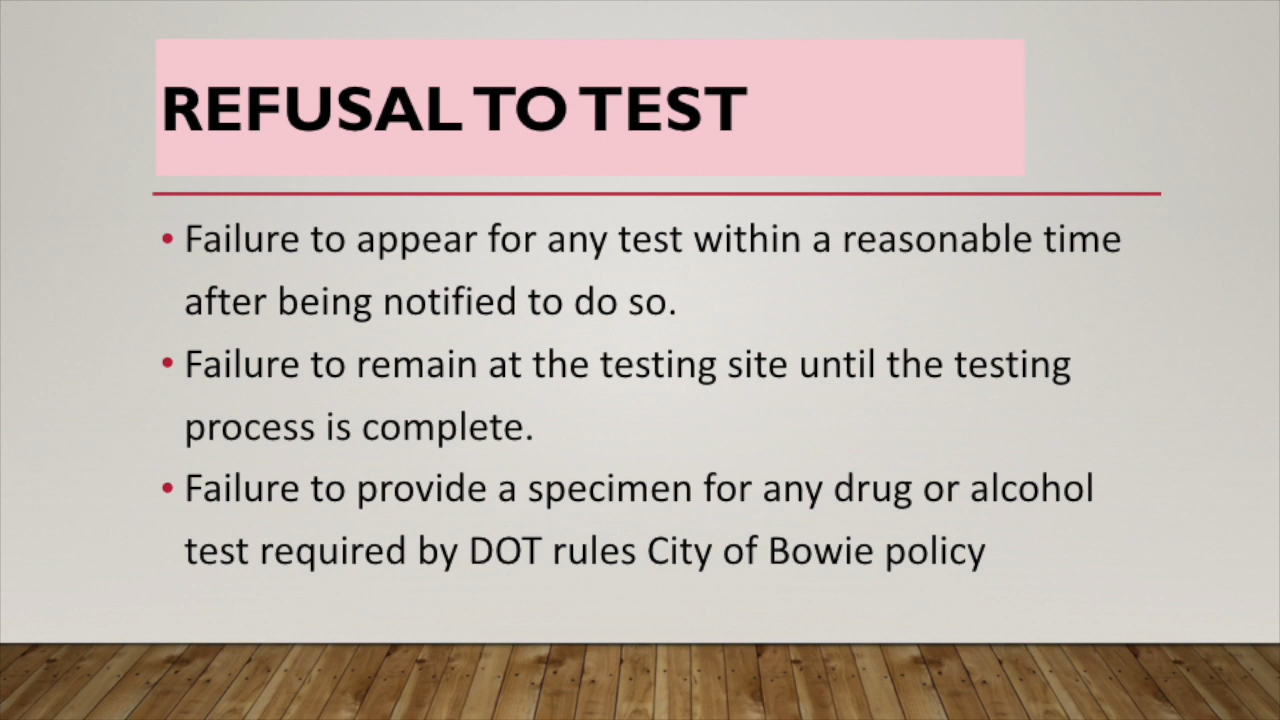 REFUSAL TO TEST
• Failure to appear for any test within a reasonable time
after being notified to do so.
• Failure to remain at the testing site until the testing
process is complete.
• Failure to provide a specimen for any drug or alcohol
test required by DOT rules City of Bowie policy